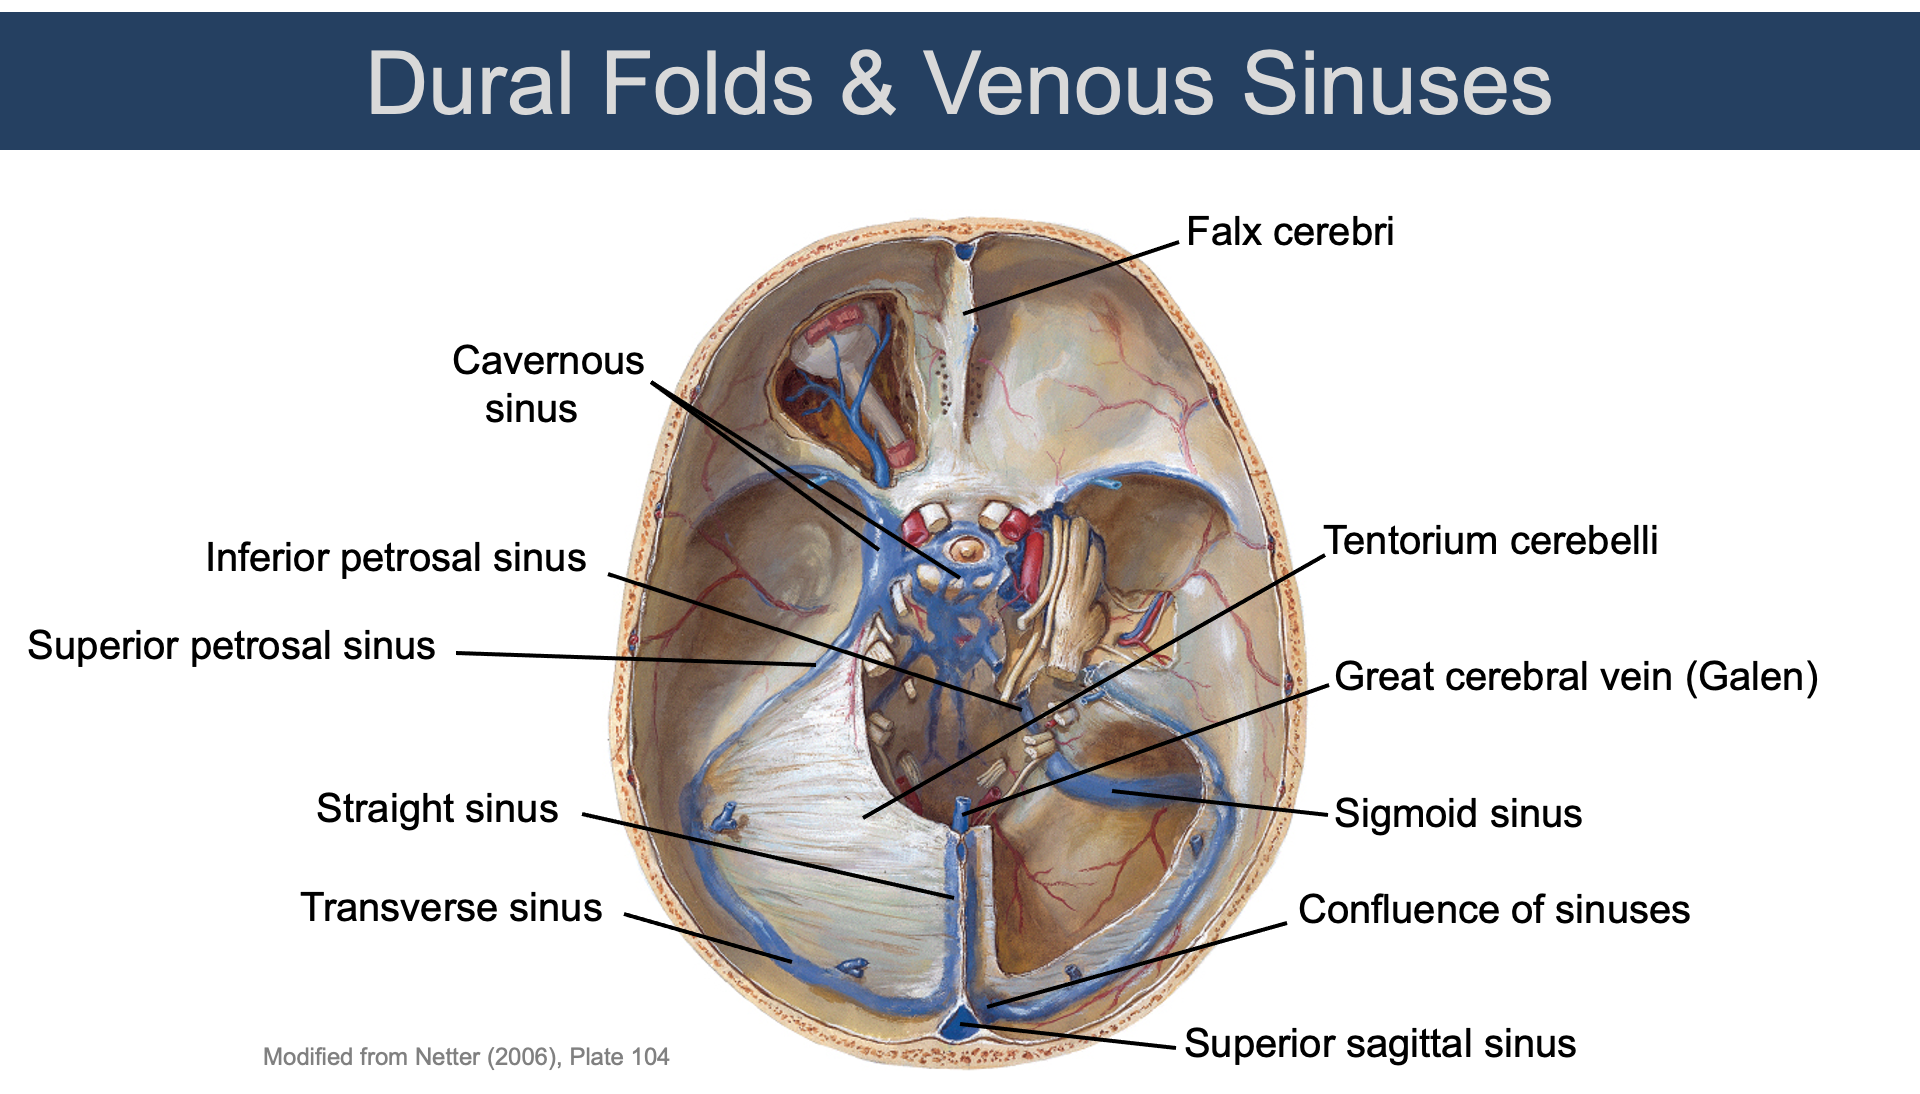 Dural Folds & Venous Sinuses
Falx cerebri
Cavernous
sinus
Inferior petrosal sinus
Tentorium cerebelli
Superior petrosal sinus
Great cerebral vein (Galen)
Straight sinus
Sigmoid sinus
Transverse sinus
Confluence of sinuses
Superior sagittal sinus
Modified from Netter (2006), Plate 104